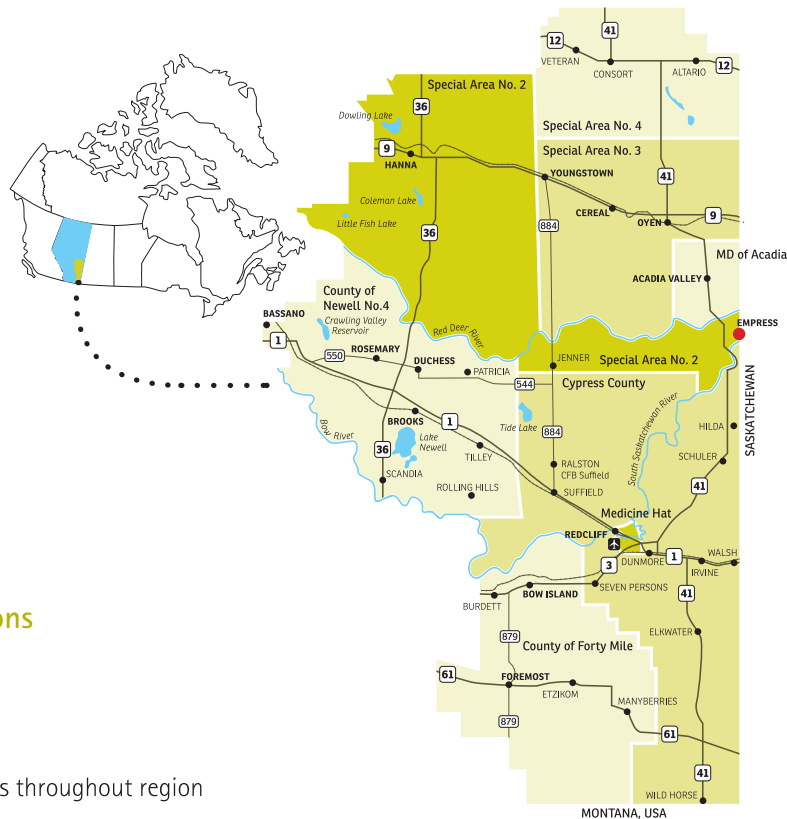 41
12
VETERAN
CONSORT
ALTARIO
12
Special Area No. 2
36
Dowling Lake
Special Area No. 4
9
HANNA
Special Area No. 3
YOUNGSTOWN
41
Coleman Lake
CEREAL
OYEN
9
Little Fish Lake
36
884
MD of Acadia
ACADIA VALLEY
County of
Newell No.4
BASSANO
Crawling Valley
Reservoir
Red Deer
River
EMPRESS
1
550
ROSEMARY
DUCHESS
PATRICIA
JENNER
Special Area No. 2
544
Cypress County
SASKATCHEWAN
BROOKS
1
Tide Lake
884
South Saskatchewan River
HILDA
Bow River
36
Lake
Newell
TILLEY
SCHULER
SCANDIA
RALSTON
CFB Suffield
ROLLING HILLS
SUFFIELD
41
Medicine Hat
REDCLIFF
3
DUNMORE
1
WALSH
IRVINE
BURDETT
BOW ISLAND
SEVEN PERSONS
41
ons
879
County of Forty Mile
ELKWATER
61
FOREMOST
ETZIKOM
MANYBERRIES
879
61
s throughout region
41
WILD HORSE
MONTANA, USA